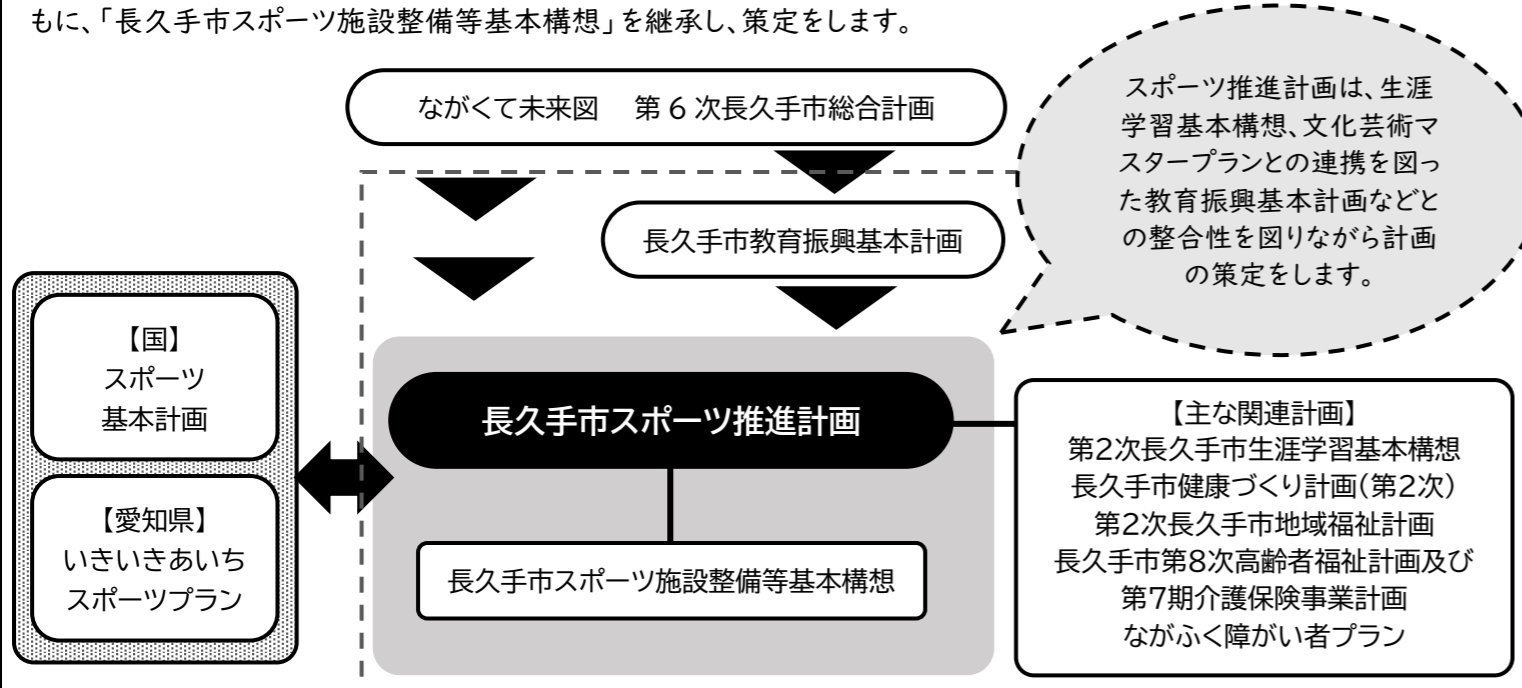 もに、「長久手市スポーツ施設整備等基本構想」を継承し、策定をします。
ながくて未来図　第6次長久手市総合計画
スポーツ推進計画は、生涯
学習基本構想、文化芸術マ
スタープランとの連携を図っ
た教育振興基本計画などと
の整合性を図りながら計画
の策定をします。
長久手市教育振興基本計画
【国】
スポーツ
基本計画
【愛知県】
いきいきあいち
スポーツプラン
長久手市スポーツ推進計画
長久手市スポーツ施設整備等基本構想
【主な関連計画】
第2次長久手市生涯学習基本構想
長久手市健康づくり計画(第2次)
第2次長久手市地域福祉計画
長久手市第8次高齢者福祉計画及び
第7期介護保険事業計画
ながふく障がい者プラン